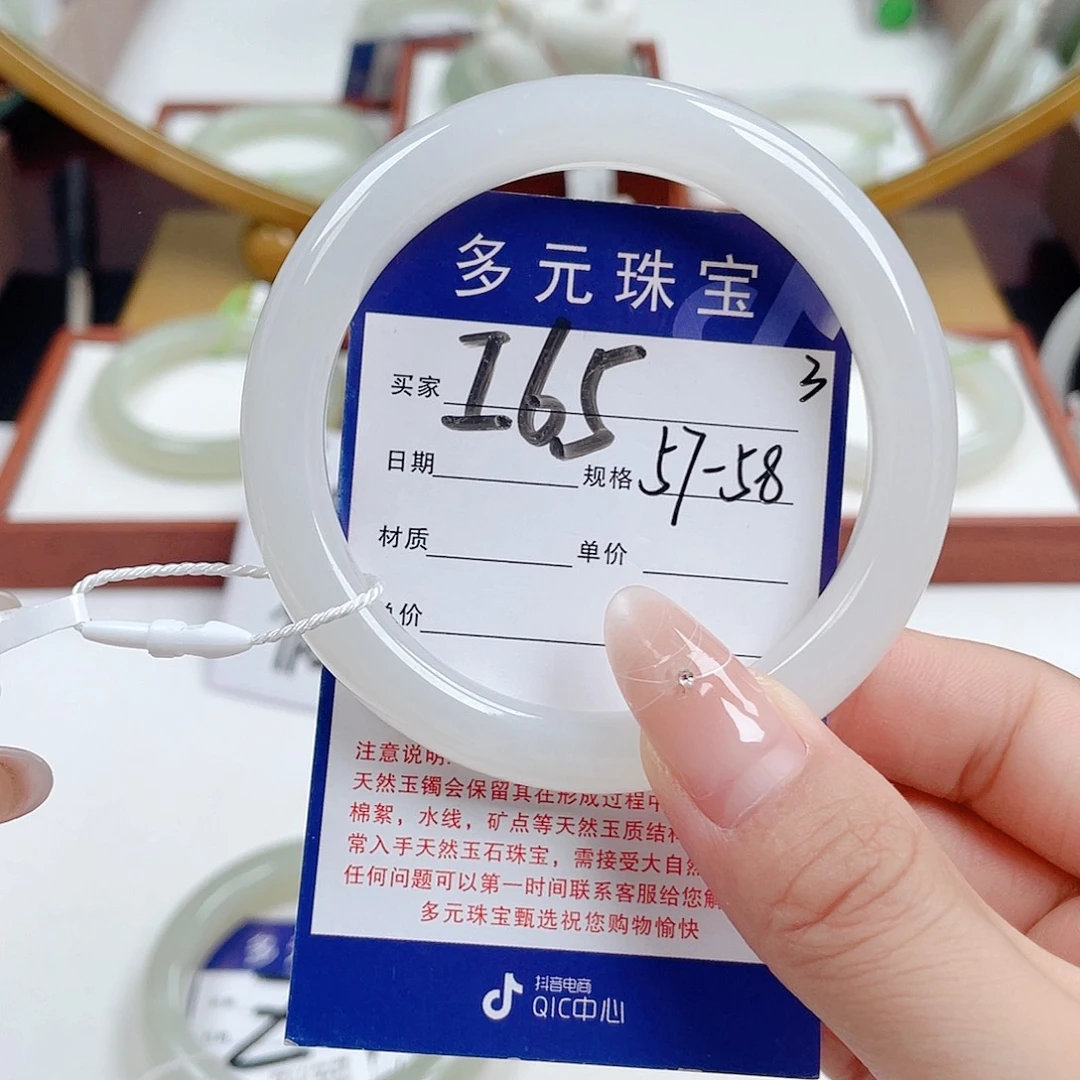 多元珠宝
3
买家 I65
日期 规格 57-58
材质 单价
价
注意说明
天然玉镯会保留其在形成过程中
棉絮，水线，矿点等天然玉质结构
常入手天然玉石珠宝，需接受大自然
任何问题可以第一时间联系客服给您解
多元珠宝甄选祝您购物愉快
抖音电商
QIC中心
多